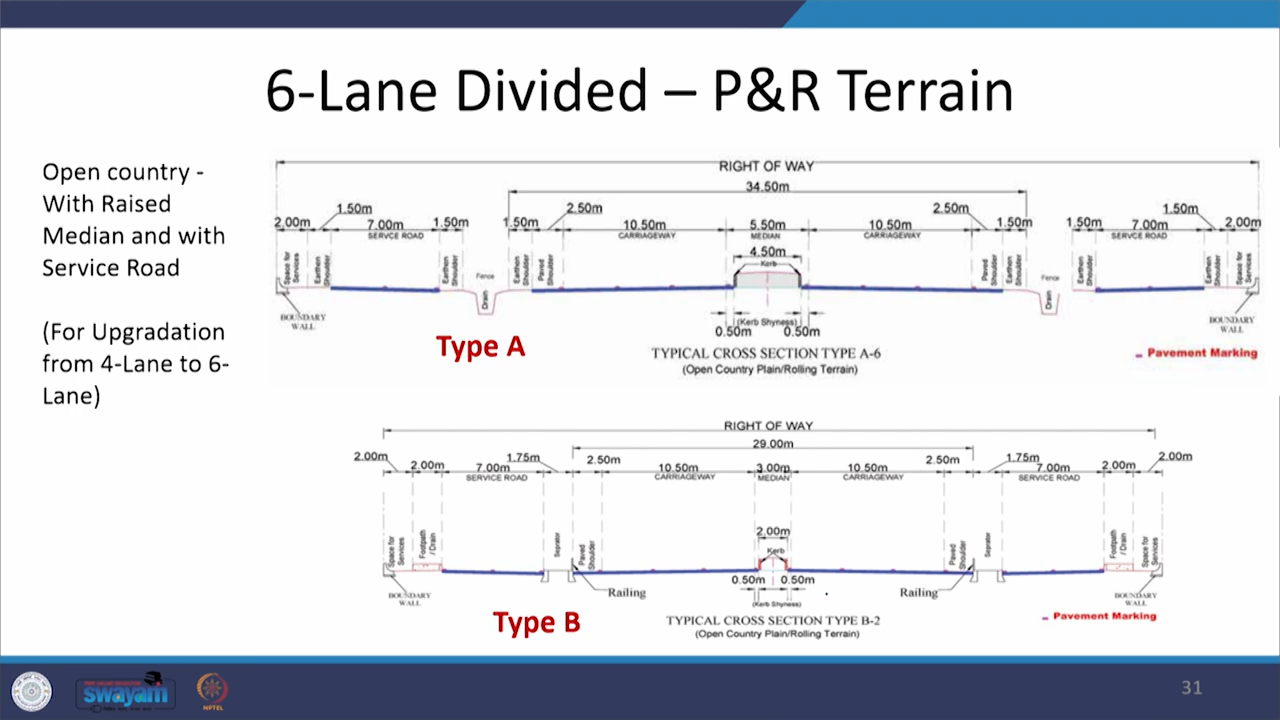 6-Lane Divided – P&R Terrain
Open country -
With Raised
Median and with
Service Road
(For Upgradation
from 4-Lane to 6-
Lane)
RIGHT OF WAY
34.50m
1.50m 2.50m 2.50m 1.50m
2.00m 7.00m 1.50m 1.50m 10.50m 5.50m 10.50m 1.50m 1.50m 7.00m 2.00m
SERVCE ROAD CARRIAGEWAY MEDIAN CARRIAGEWAY SERVCE ROAD
4.50m
Kerb
Space for Services
Earthen Shoulder
Earthen Shoulder
Fence
Drain
Earthen Shoulder
Paved Shoulder
Paved Shoulder
Earthen Shoulder
Fence
Drain
Earthen Shoulder
Earthen Shoulder
Space for Services
BOUNDARY
WALL
(Kerb Shyness)
0.50m 0.50m
BOUNDARY
WALL
Type A
TYPICAL CROSS SECTION TYPE A-6
(Open Country Plain/Rolling Terrain)
Pavement Marking
RIGHT OF WAY
29.00m
2.00m 1.75m 2.50m 2.50m 1.75m 2.00m
2.00m 7.00m 10.50m 3.00m 10.50m 7.00m 2.00m
SERVICE ROAD CARRIAGEWAY MEDIAN CARRIAGEWAY SERVICE ROAD
2.00m
Kerb
Space for Services
Footpath / Drain
Seprator
Paved Shoulder
Paved Shoulder
Seprator
Footpath / Drain
Space for Services
0.50m 0.50m
BOUNDARY
WALL
Railing
(Kerb Shyness)
Railing
BOUNDARY
WALL
Type B
TYPICAL CROSS SECTION TYPE B-2
(Open Country Plain/Rolling Terrain)
Pavement Marking
swayam
NPTEL
31